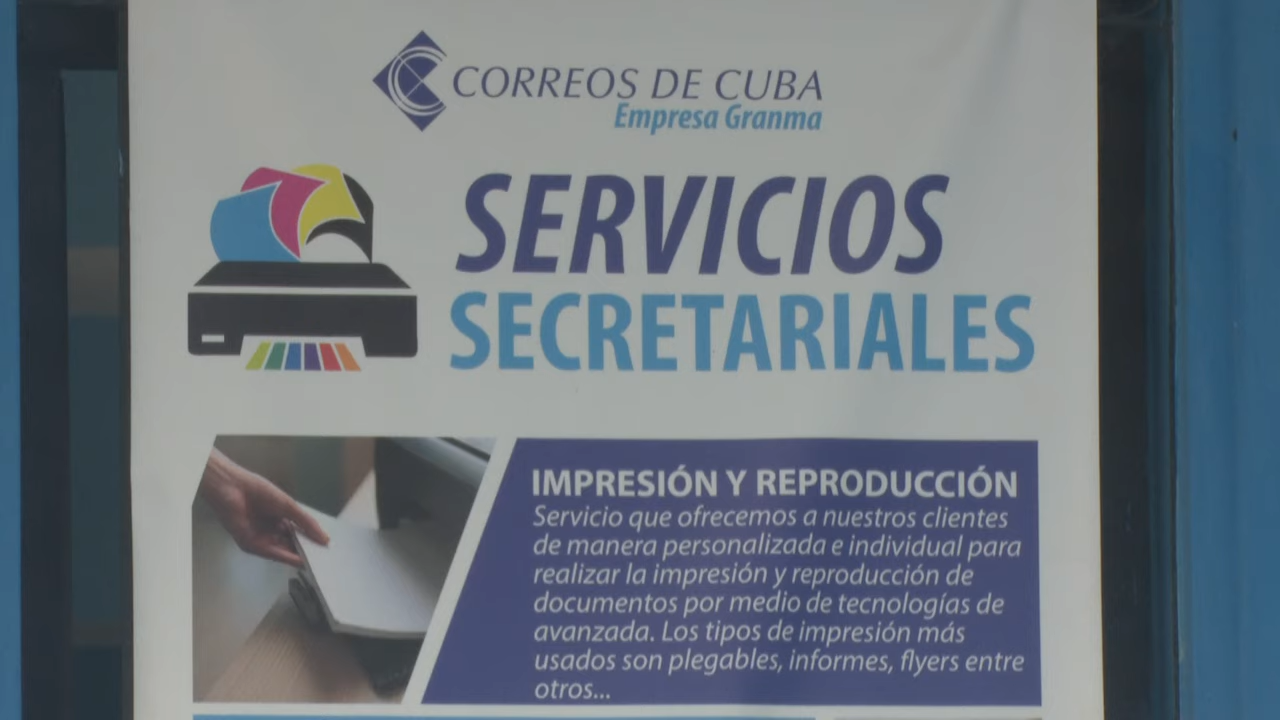 CORREOS DE CUBA
Empresa Granma
SERVICIOS
SECRETARIALES
IMPRESIÓN Y REPRODUCCIÓN
Servicio que ofrecemos a nuestros clientes
de manera personalizada e individual para
realizar la impresión y reproducción de
documentos por medio de tecnologías de
avanzada. Los tipos de impresión más
usados son plegables, informes, flyers entre
otros...